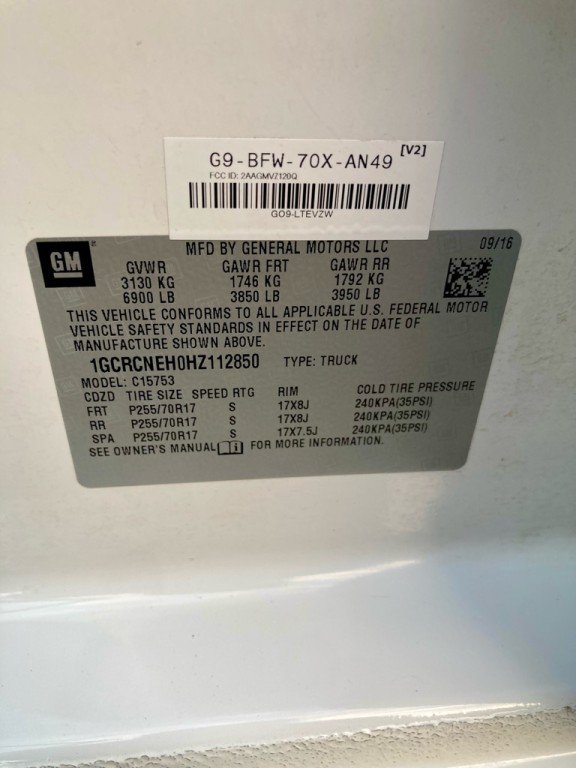 G9-BFW-70X-AN49 [V2]
FCC ID: 2AAGMVZ120Q
GO9-LTEVZW
GM
MFD BY GENERAL MOTORS LLC 09/16
GVWR GAWR FRT GAWR RR
3130 KG 1746 KG 1792 KG
6900 LB 3850 LB 3950 LB
THIS VEHICLE CONFORMS TO ALL APPLICABLE U.S. FEDERAL MOTOR
VEHICLE SAFETY STANDARDS IN EFFECT ON THE DATE OF
MANUFACTURE SHOWN ABOVE.
1GCRCNEH0HZ112850 TYPE: TRUCK
MODEL: C15753
CDZD TIRE SIZE SPEED RTG RIM COLD TIRE PRESSURE
FRT P255/70R17 S 17X8J 240KPA(35PSI)
RR P255/70R17 S 17X8J 240KPA(35PSI)
SPA P255/70R17 S 17X7.5J 240KPA(35PSI)
SEE OWNER'S MANUAL FOR MORE INFORMATION.